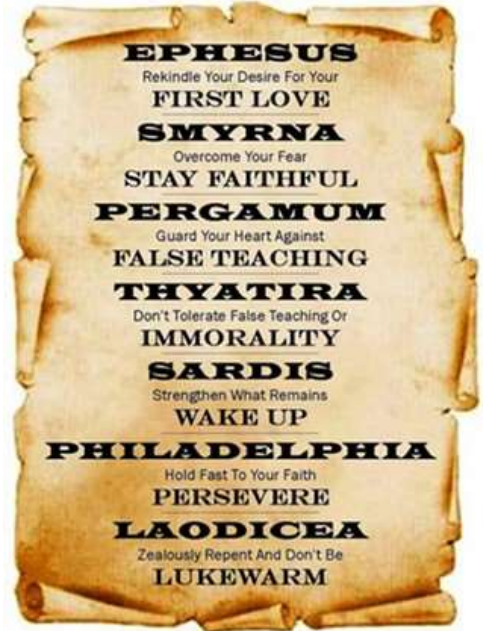 EPHESUS
Rekindle Your Desire For Your
FIRST LOVE
SMYRNA
Overcome Your Fear
STAY FAITHFUL
PERGAMUM
Guard Your Heart Against
FALSE TEACHING
THYATIRA
Don't Tolerate False Teaching Or
IMMORALITY
SARDIS
Strengthen What Remains
WAKE UP
PHILADELPHIA
Hold Fast To Your Faith
PERSEVERE
LAODICEA
Zealously Repent And Don't Be
LUKEWARM